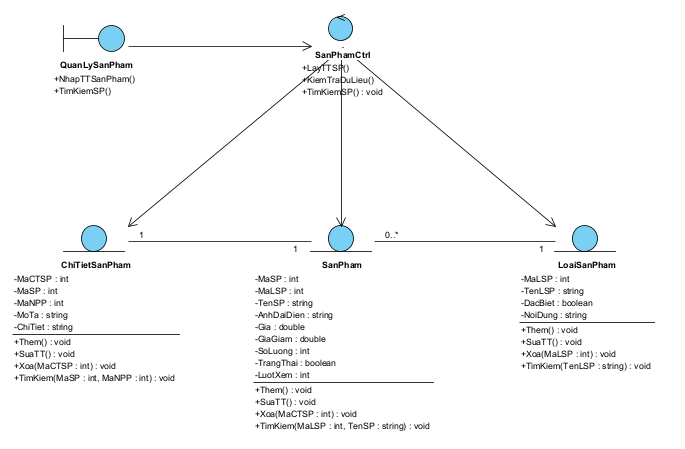 QuanLySanPham
+NhapTTSanPham()
+TimKiemSP()
SanPhamCtrl
+LayTTSP()
+KiemTraDuLieu()
+TimKiemSP() : void
1
1
0..*
1
ChiTietSanPham
-MaCTSP : int
-MaSP : int
-MaNPP : int
-MoTa : string
-ChiTiet : string
+Them() : void
+SuaTT() : void
+Xoa(MaCTSP : int) : void
+TimKiem(MaSP : int, MaNPP : int) : void
SanPham
-MaSP : int
-MaLSP : int
-TenSP : string
-AnhDaiDien : string
-Gia : double
-GiaGiam : double
-SoLuong : int
-TrangThai : boolean
-LuotXem : int
+Them() : void
+SuaTT() : void
+Xoa(MaCTSP : int) : void
+TimKiem(MaLSP : int, TenSP : string) : void
LoaiSanPham
-MaLSP : int
-TenLSP : string
-DacBiet : boolean
-NoiDung : string
+Them() : void
+SuaTT() : void
+Xoa(MaLSP : int) : void
+TimKiem(TenLSP : string) : void